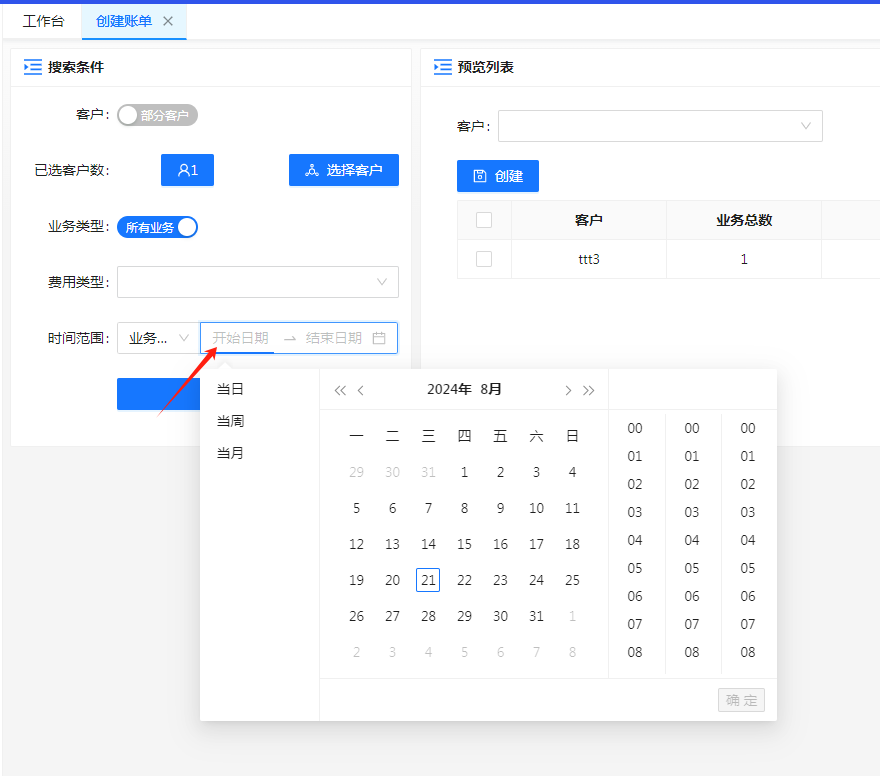 工作台 创建账单
搜索条件
客户： 部分客户
已选客户数： 1 选择客户
业务类型： 所有业务
费用类型：
时间范围： 业务... 开始日期 → 结束日期
预览列表
客户：
创建
客户 业务总数
ttt3 1
当日
当周
当月
2024年 8月
一 二 三 四 五 六 日
29 30 31 1 2 3 4
5 6 7 8 9 10 11
12 13 14 15 16 17 18
19 20 21 22 23 24 25
26 27 28 29 30 31 1
2 3 4 5 6 7 8
00 00 00
01 01 01
02 02 02
03 03 03
04 04 04
05 05 05
06 06 06
07 07 07
08 08 08
确 定